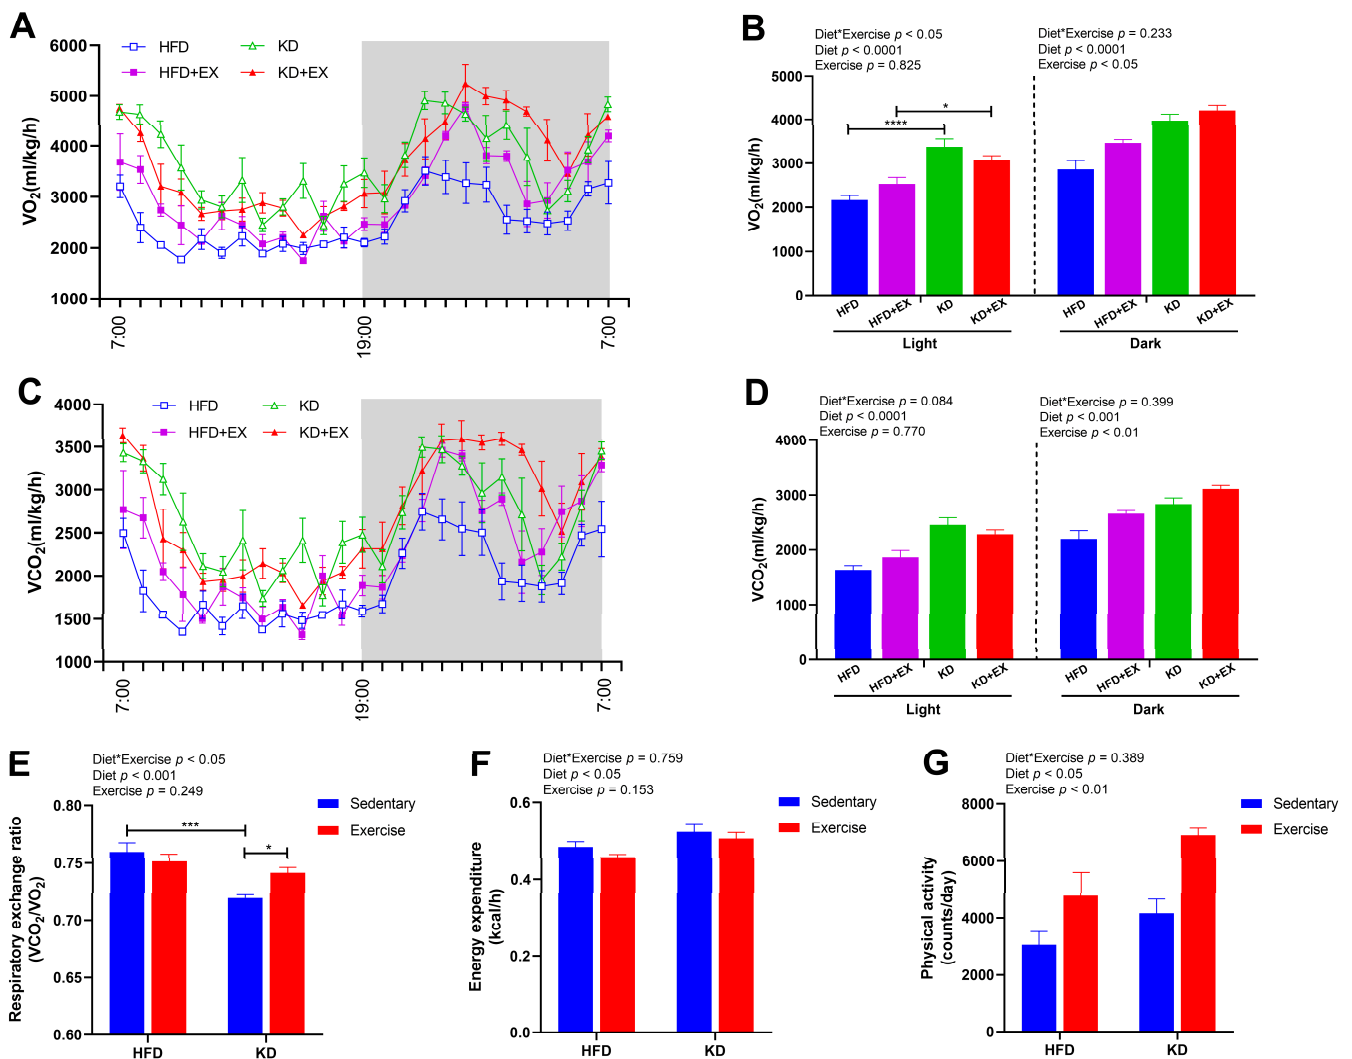 A
HFD
KD
HFD+EX
KD+EX
VO2(ml/kg/h)
6000
5000
4000
3000
2000
1000
7:00
19:00
7:00
B
Diet*Exercise p < 0.05
Diet p < 0.0001
Exercise p = 0.825
Diet*Exercise p = 0.233
Diet p < 0.0001
Exercise p < 0.05
VO2(ml/kg/h)
5000
4000
3000
2000
1000
0
*
****
HFD
HFD+EX
KD
KD+EX
HFD
HFD+EX
KD
KD+EX
Light
Dark
C
HFD
KD
HFD+EX
KD+EX
VCO2(ml/kg/h)
4000
3500
3000
2500
2000
1500
1000
7:00
19:00
7:00
D
Diet*Exercise p = 0.084
Diet p < 0.0001
Exercise p = 0.770
Diet*Exercise p = 0.399
Diet p < 0.001
Exercise p < 0.01
VCO2(ml/kg/h)
4000
3000
2000
1000
0
HFD
HFD+EX
KD
KD+EX
HFD
HFD+EX
KD
KD+EX
Light
Dark
E
Diet*Exercise p < 0.05
Diet p < 0.001
Exercise p = 0.249
Sedentary
Exercise
Respiratory exchange ratio
(VCO2/VO2)
0.80
0.75
0.70
0.65
0.60
***
*
HFD
KD
F
Diet*Exercise p = 0.759
Diet p < 0.05
Exercise p = 0.153
Sedentary
Exercise
Energy expenditure
(kcal/h)
0.6
0.4
0.2
0.0
HFD
KD
G
Diet*Exercise p = 0.389
Diet p < 0.05
Exercise p < 0.01
Sedentary
Exercise
Physical activity
(counts/day)
8000
6000
4000
2000
0
HFD
KD